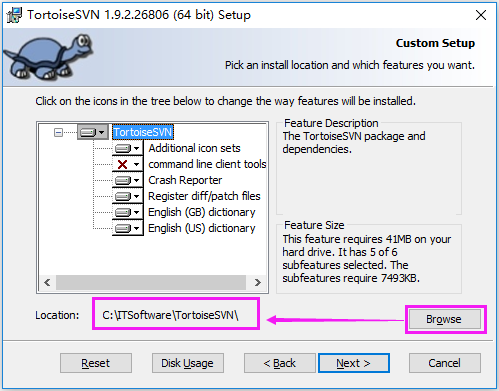 TortoiseSVN 1.9.2.26806 (64 bit) Setup
Custom Setup
Pick an install location and which features you want.
Click on the icons in the tree below to change the way features will be installed.
TortoiseSVN
Additional icon sets
command line client tools
Crash Reporter
Register diff/patch files
English (GB) dictionary
English (US) dictionary
Feature Description
The TortoiseSVN package and
dependencies.
Feature Size
This feature requires 41MB on your
hard drive. It has 5 of 6
subfeatures selected. The
subfeatures require 7493KB.
Location:
C:\ITSoftware\TortoiseSVN\
Browse
Reset
Disk Usage
< Back
Next >
Cancel